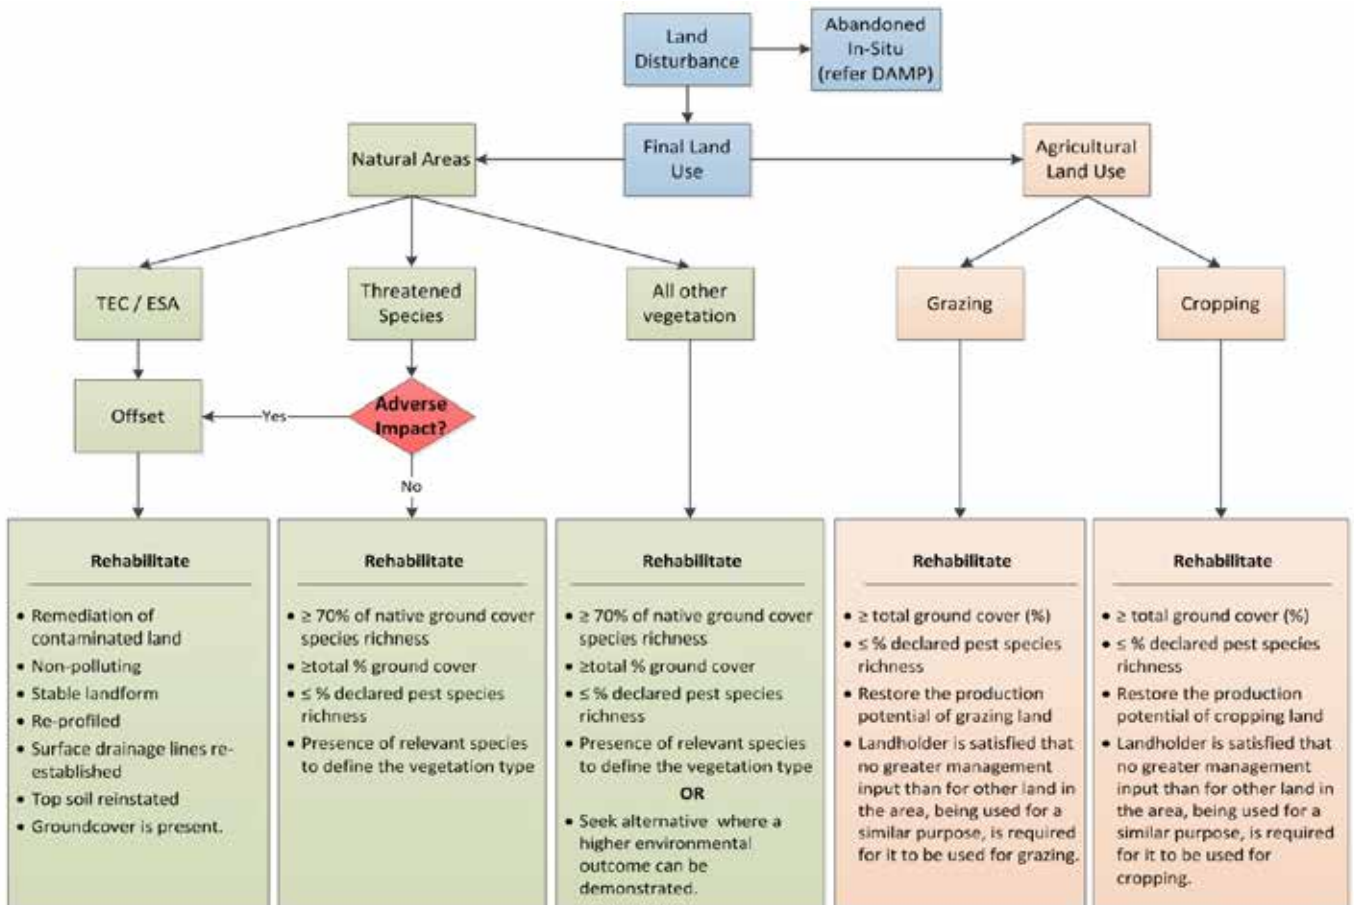 Land
Disturbance
Abandoned
In-Situ
(refer DAMP)
Natural Areas
Final Land
Use
Agricultural
Land Use
TEC / ESA
Threatened
Species
All other
vegetation
Grazing
Cropping
Offset
Yes
Adverse
Impact?
No
Rehabilitate
• Remediation of
contaminated land
• Non-polluting
• Stable landform
• Re-profiled
• Surface drainage lines re-
established
• Top soil reinstated
• Groundcover is present.
Rehabilitate
• ≥ 70% of native ground cover
species richness
• ≥total % ground cover
• ≤ % declared pest species
richness
• Presence of relevant species
to define the vegetation type
Rehabilitate
• ≥ 70% of native ground cover
species richness
• ≥total % ground cover
• ≤ % declared pest species
richness
• Presence of relevant species
to define the vegetation type
OR
• Seek alternative where a
higher environmental
outcome can be
demonstrated.
Rehabilitate
• ≥ total ground cover (%)
• ≤ % declared pest species
richness
• Restore the production
potential of grazing land
• Landholder is satisfied that
no greater management
input than for other land in
the area, being used for a
similar purpose, is required
for it to be used for grazing.
Rehabilitate
• ≥ total ground cover (%)
• ≤ % declared pest species
richness
• Restore the production
potential of cropping land
• Landholder is satisfied that
no greater management
input than for other land in
the area, being used for a
similar purpose, is required
for it to be used for
cropping.